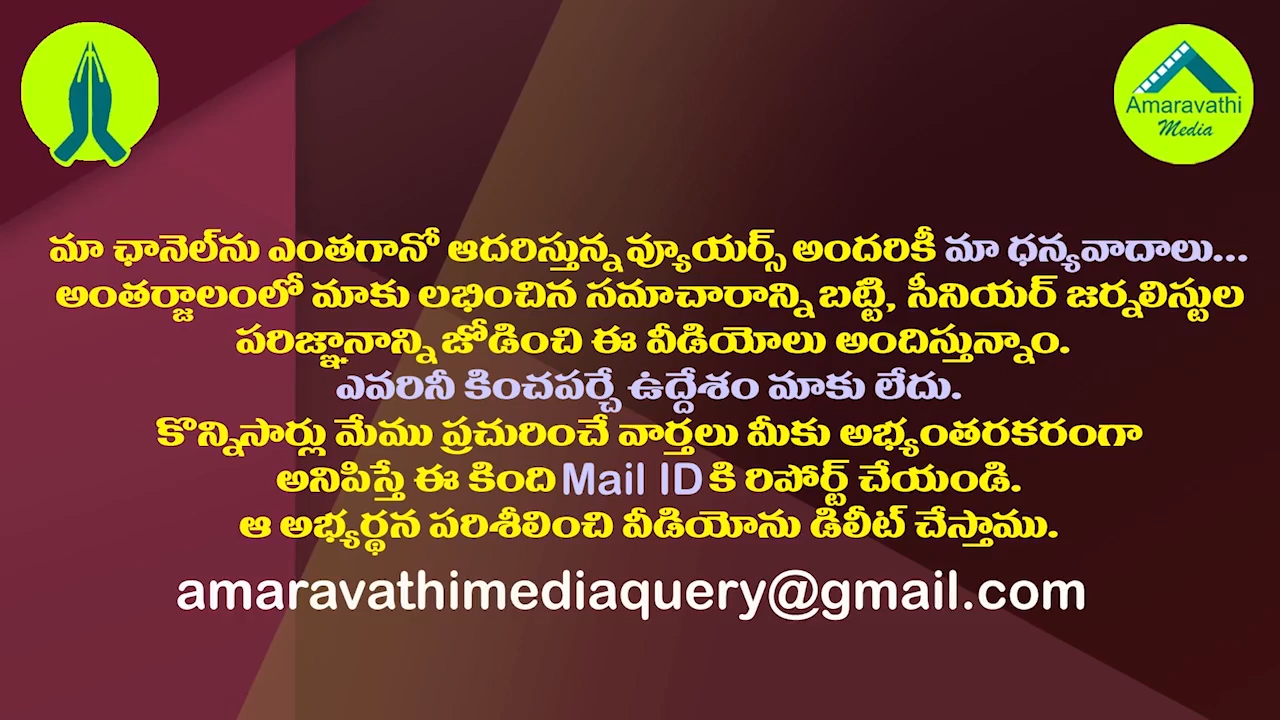 Amaravathi
Media
మా ఛానెల్‌ను ఎంతగానో ఆదరిస్తున్న వ్యూయర్స్ అందరికీ మా ధన్యవాదాలు...
అంతర్జాలంలో మాకు లభించిన సమాచారాన్ని బట్టి, సీనియర్ జర్నలిస్టుల
పరిజ్ఞానాన్ని జోడించి ఈ వీడియోలు అందిస్తున్నాం.
ఎవరినీ కించపర్చే ఉద్దేశం మాకు లేదు.
కొన్నిసార్లు మేము ప్రచురించే వార్తలు మీకు అభ్యంతరకరంగా
అనిపిస్తే ఈ కింది Mail ID కి రిపోర్ట్ చేయండి.
ఆ అభ్యర్థన పరిశీలించి వీడియోను డిలీట్ చేస్తాము.
amaravathimediaquery@gmail.com